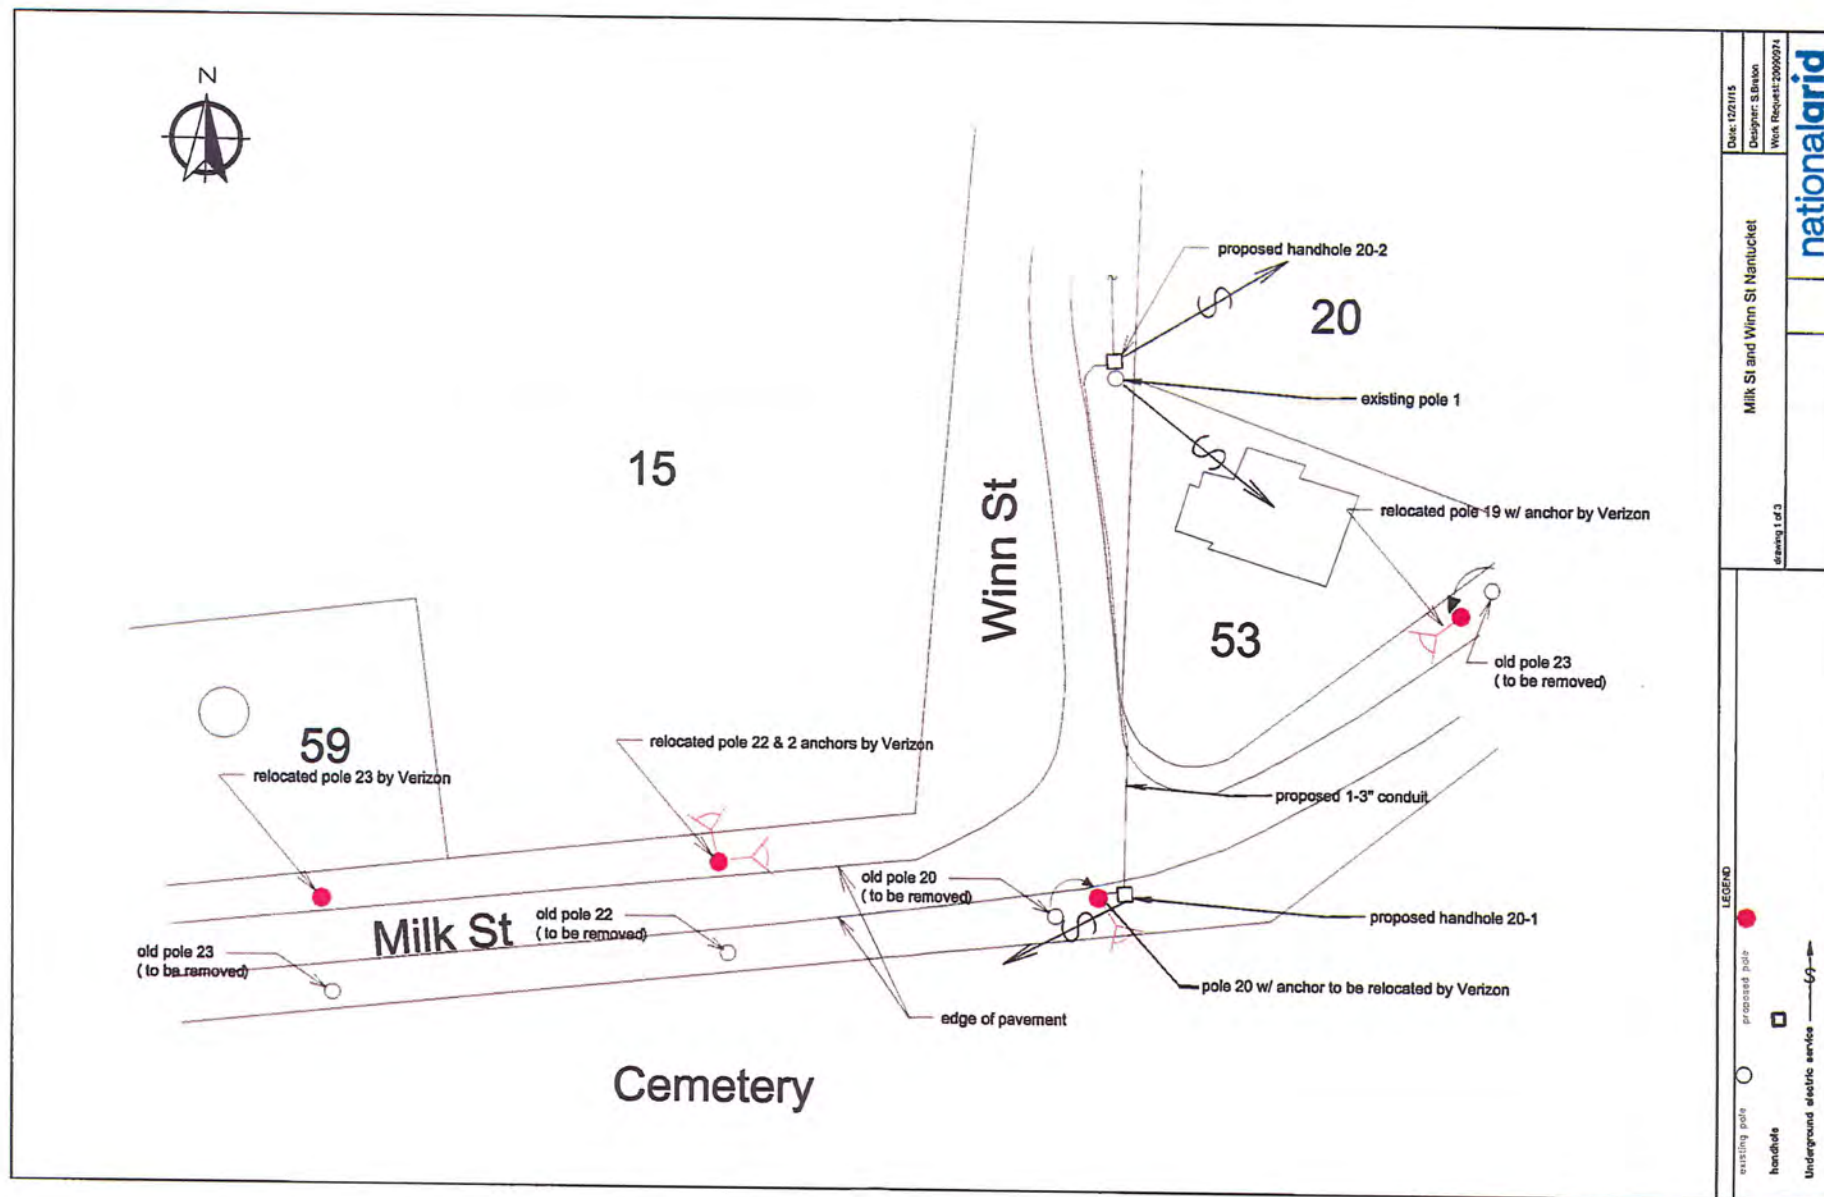 N
proposed handhole 20-2
20
existing pole 1
15
Winn St
relocated pole 19 w/ anchor by Verizon
53
old pole 23
( to be removed)
59
relocated pole 23 by Verizon
relocated pole 22 & 2 anchors by Verizon
proposed 1-3" conduit
old pole 20
( to be removed)
Milk St
old pole 22
( to be removed)
proposed handhole 20-1
old pole 23
( to be removed)
pole 20 w/ anchor to be relocated by Verizon
edge of pavement
Cemetery
S
S
S
Date: 12/21/15
Designer: S.Breton
Work Request:20090974
Milk St and Winn St Nantucket
drawing 1 of 3
nationalgrid
LEGEND
existing pole
proposed pole
handhole
Underground electric service
S